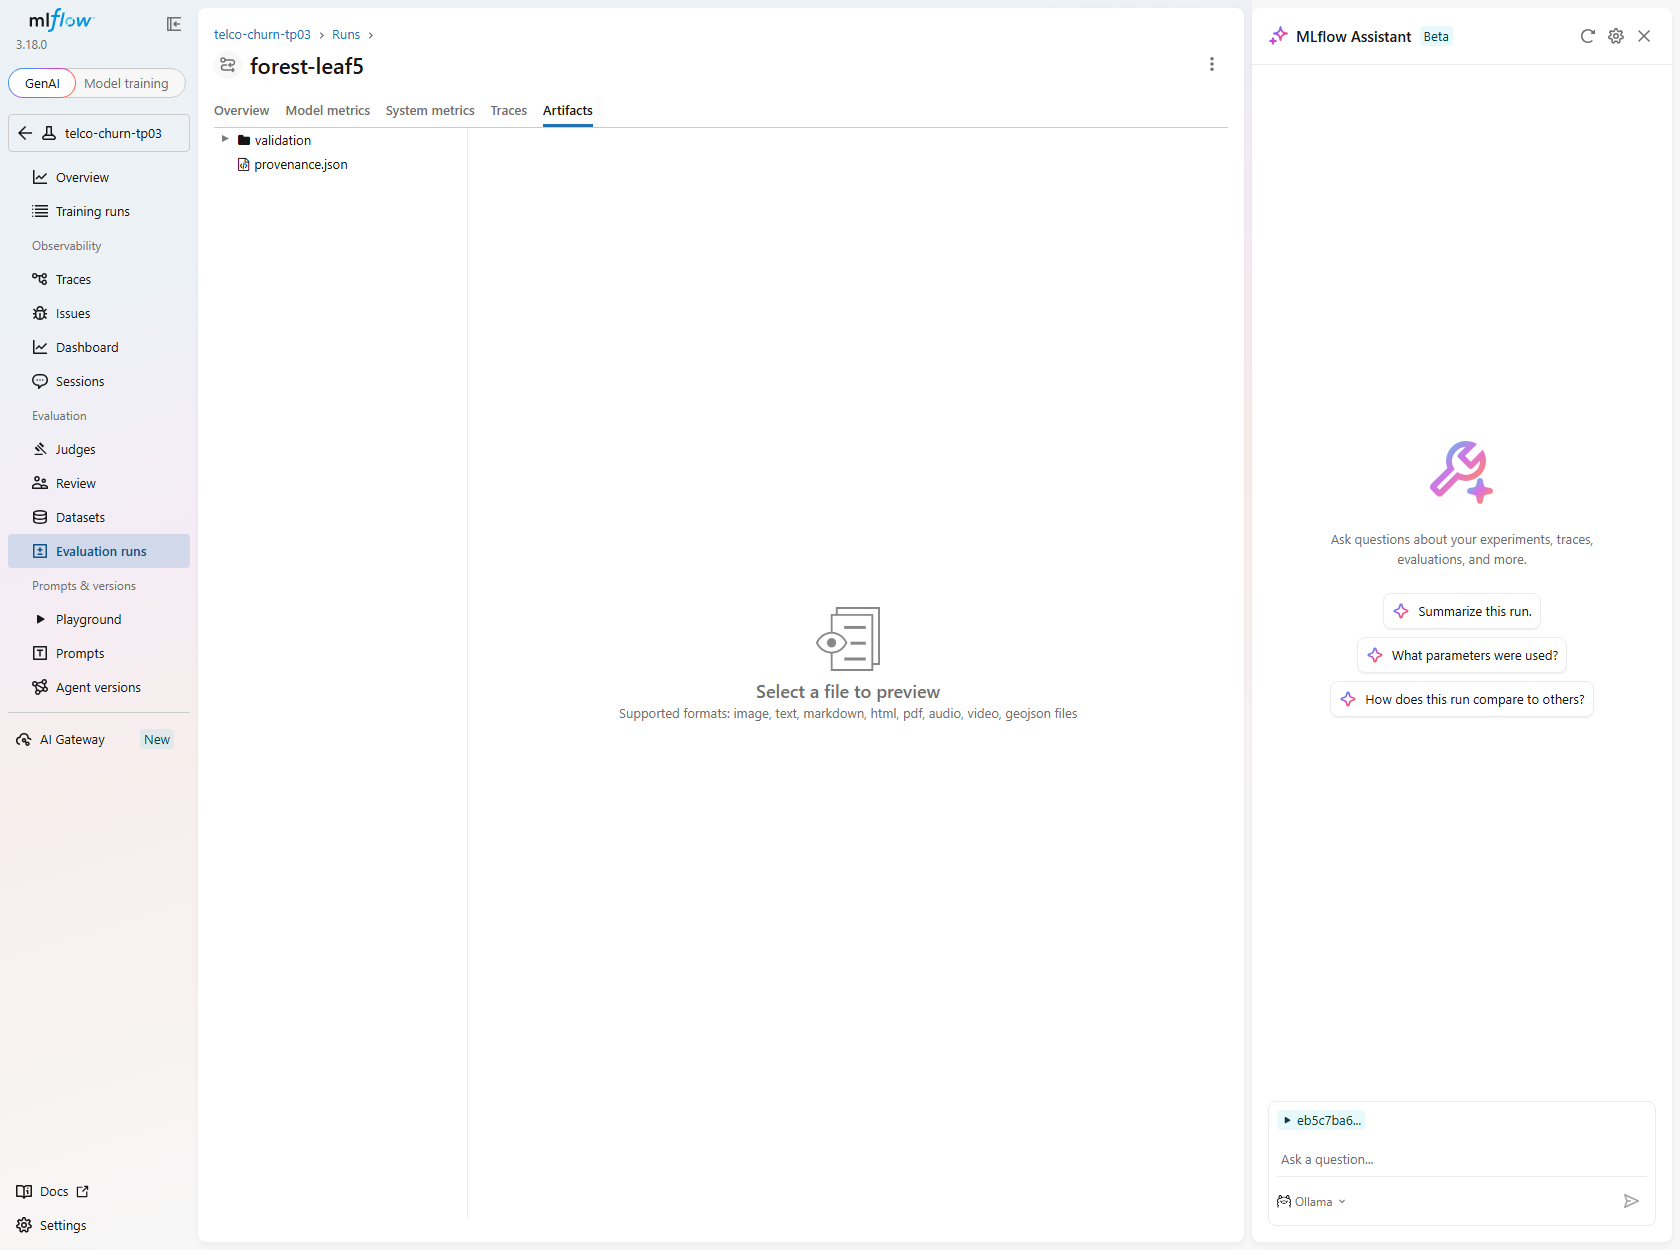 mlflow
3.18.0
GenAI
Model training
telco-churn-tp03
Overview
Training runs
Observability
Traces
Issues
Dashboard
Sessions
Evaluation
Judges
Review
Datasets
Evaluation runs
Prompts & versions
Playground
Prompts
Agent versions
AI Gateway New
Docs
Settings
telco-churn-tp03 › Runs ›
forest-leaf5
Overview Model metrics System metrics Traces Artifacts
validation
provenance.json
Select a file to preview
Supported formats: image, text, markdown, html, pdf, audio, video, geojson files
MLflow Assistant Beta
Ask questions about your experiments, traces,
evaluations, and more.
Summarize this run.
What parameters were used?
How does this run compare to others?
eb5c7ba6...
Ask a question...
Ollama